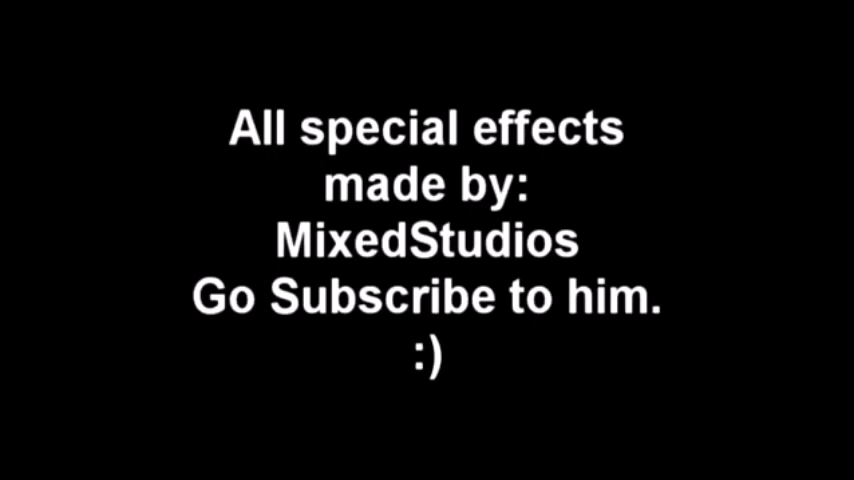 All special effects
made by:
MixedStudios
Go Subscribe to him.
:)